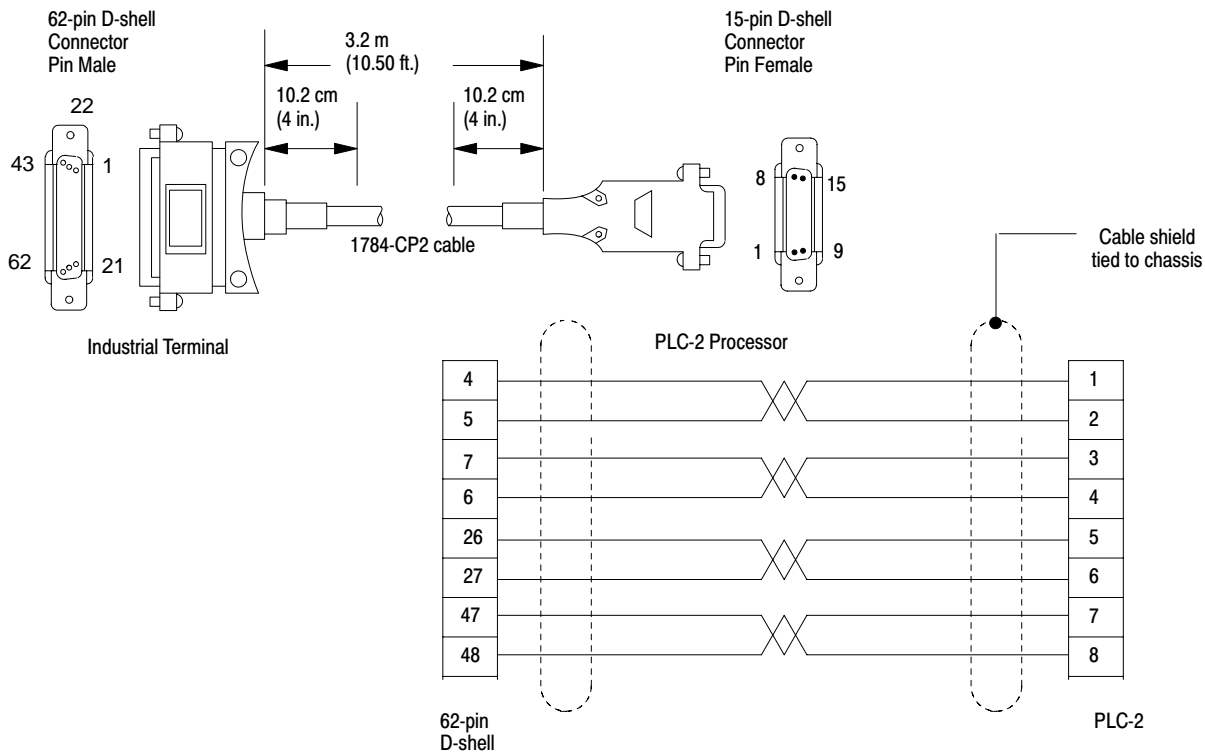 62-pin D-shell
Connector
Pin Male
3.2 m
(10.50 ft.)
15-pin D-shell
Connector
Pin Female
10.2 cm
(4 in.)
10.2 cm
(4 in.)
22
43
1
62
21
8
15
1
9
1784-CP2 cable
Cable shield
tied to chassis
Industrial Terminal
PLC-2 Processor
4
1
5
2
7
3
6
4
26
5
27
6
47
7
48
8
62-pin
D-shell
PLC-2